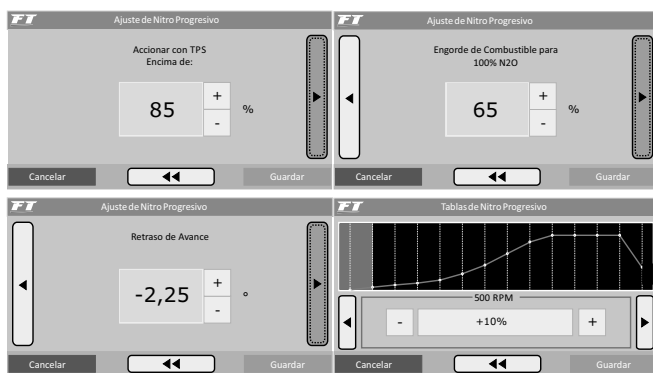 FT
Ajuste de Nitro Progresivo
Accionar con TPS
Encima de:
85
+
-
%
Cancelar
Guardar
FT
Ajuste de Nitro Progresivo
Engorde de Combustible para
100% N2O
65
+
-
%
Cancelar
Guardar
FT
Ajuste de Nitro Progresivo
Retraso de Avance
-2,25
+
-
°
Cancelar
Guardar
FT
Tablas de Nitro Progresivo
500 RPM
-
+10%
+
Cancelar
Guardar